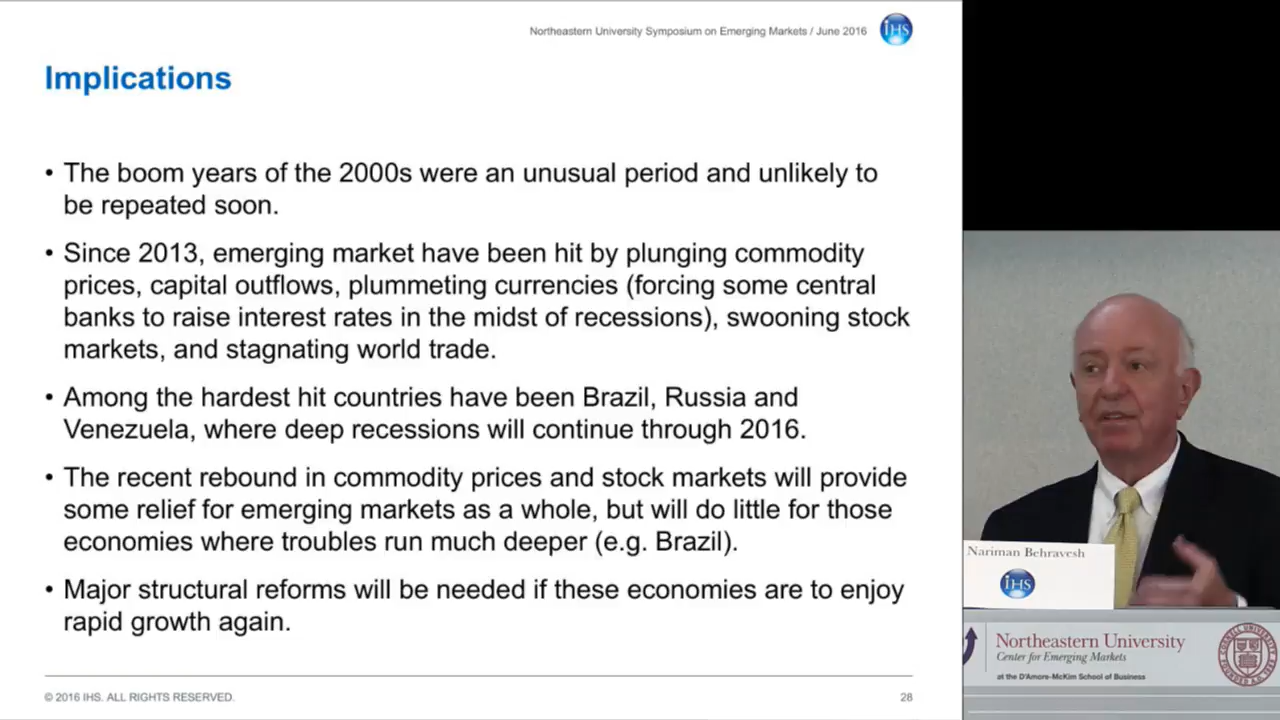 Northeastern University Symposium on Emerging Markets / June 2016
IHS
Implications
• The boom years of the 2000s were an unusual period and unlikely to
be repeated soon.
• Since 2013, emerging market have been hit by plunging commodity
prices, capital outflows, plummeting currencies (forcing some central
banks to raise interest rates in the midst of recessions), swooning stock
markets, and stagnating world trade.
• Among the hardest hit countries have been Brazil, Russia and
Venezuela, where deep recessions will continue through 2016.
• The recent rebound in commodity prices and stock markets will provide
some relief for emerging markets as a whole, but will do little for those
economies where troubles run much deeper (e.g. Brazil).
• Major structural reforms will be needed if these economies are to enjoy
rapid growth again.
© 2016 IHS. ALL RIGHTS RESERVED.
28
Nariman Behravesh
IHS
Northeastern University
Center for Emerging Markets
at the D'Amore-McKim School of Business
CORNELL UNIVERSITY